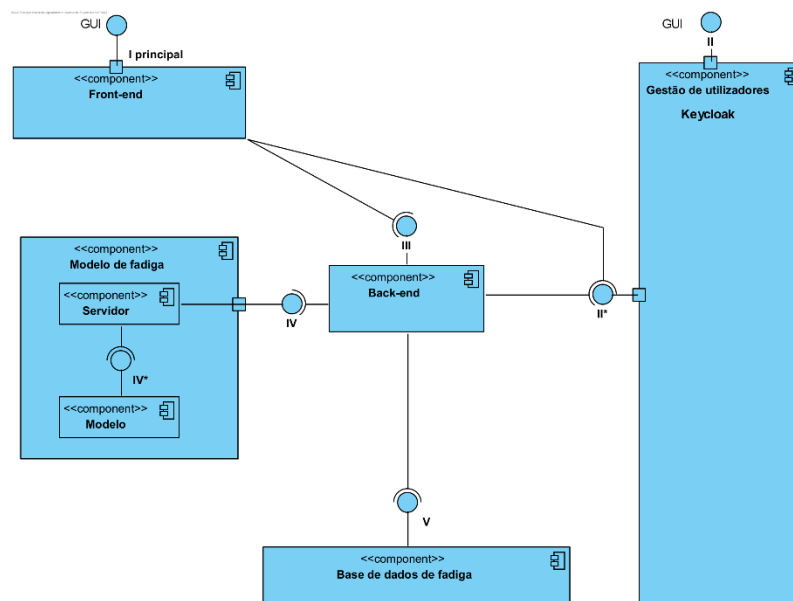 GUI
I principal
<<component>>
Front-end
GUI
II
<<component>>
Gestão de utilizadores
Keycloak
III
<<component>>
Modelo de fadiga
<<component>>
Servidor
IV*
<<component>>
Modelo
IV
<<component>>
Back-end
II*
V
<<component>>
Base de dados de fadiga